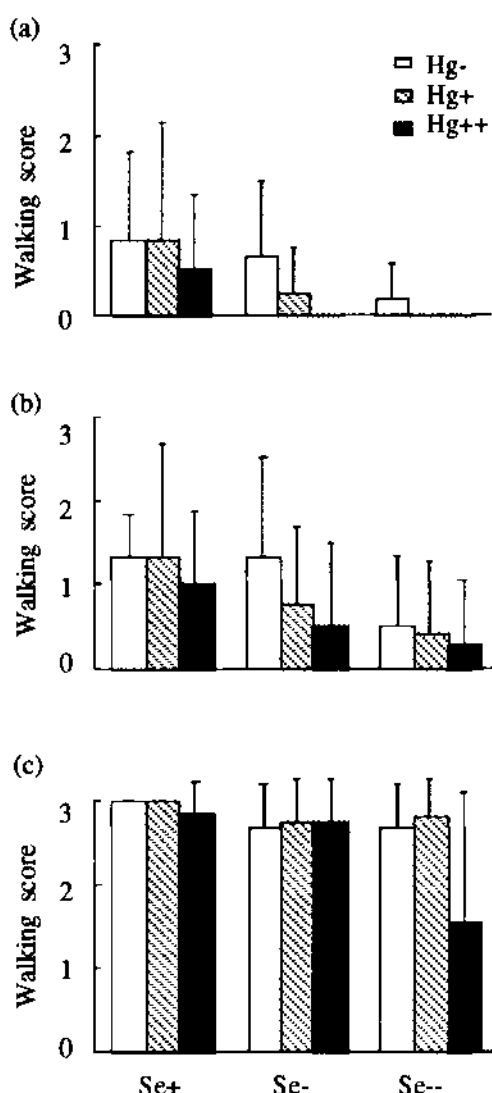 (a)
3
2
1
0
Walking score
Hg-
Hg+
Hg++
(b)
3
2
1
0
Walking score
(c)
3
2
1
0
Walking score
Se+ Se- Se--